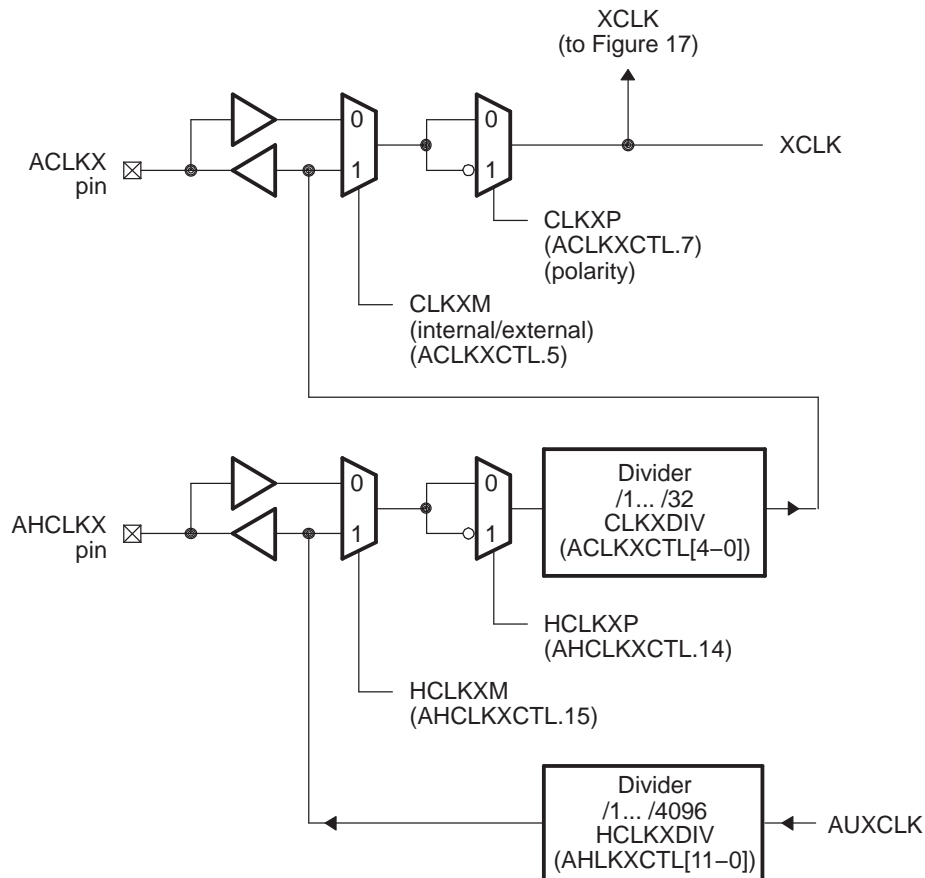 XCLK
(to Figure 17)
0
0
ACLKX
pin
1
1
XCLK
CLKXP
(ACLKXCTL.7)
(polarity)
CLKXM
(internal/external)
(ACLKXCTL.5)
Divider
/1... /32
CLKXDIV
(ACLKXCTL[4−0])
0
0
AHCLKX
pin
1
1
HCLKXP
(AHCLKXCTL.14)
HCLKXM
(AHCLKXCTL.15)
Divider
/1... /4096
HCLKXDIV
(AHLKXCTL[11−0])
AUXCLK